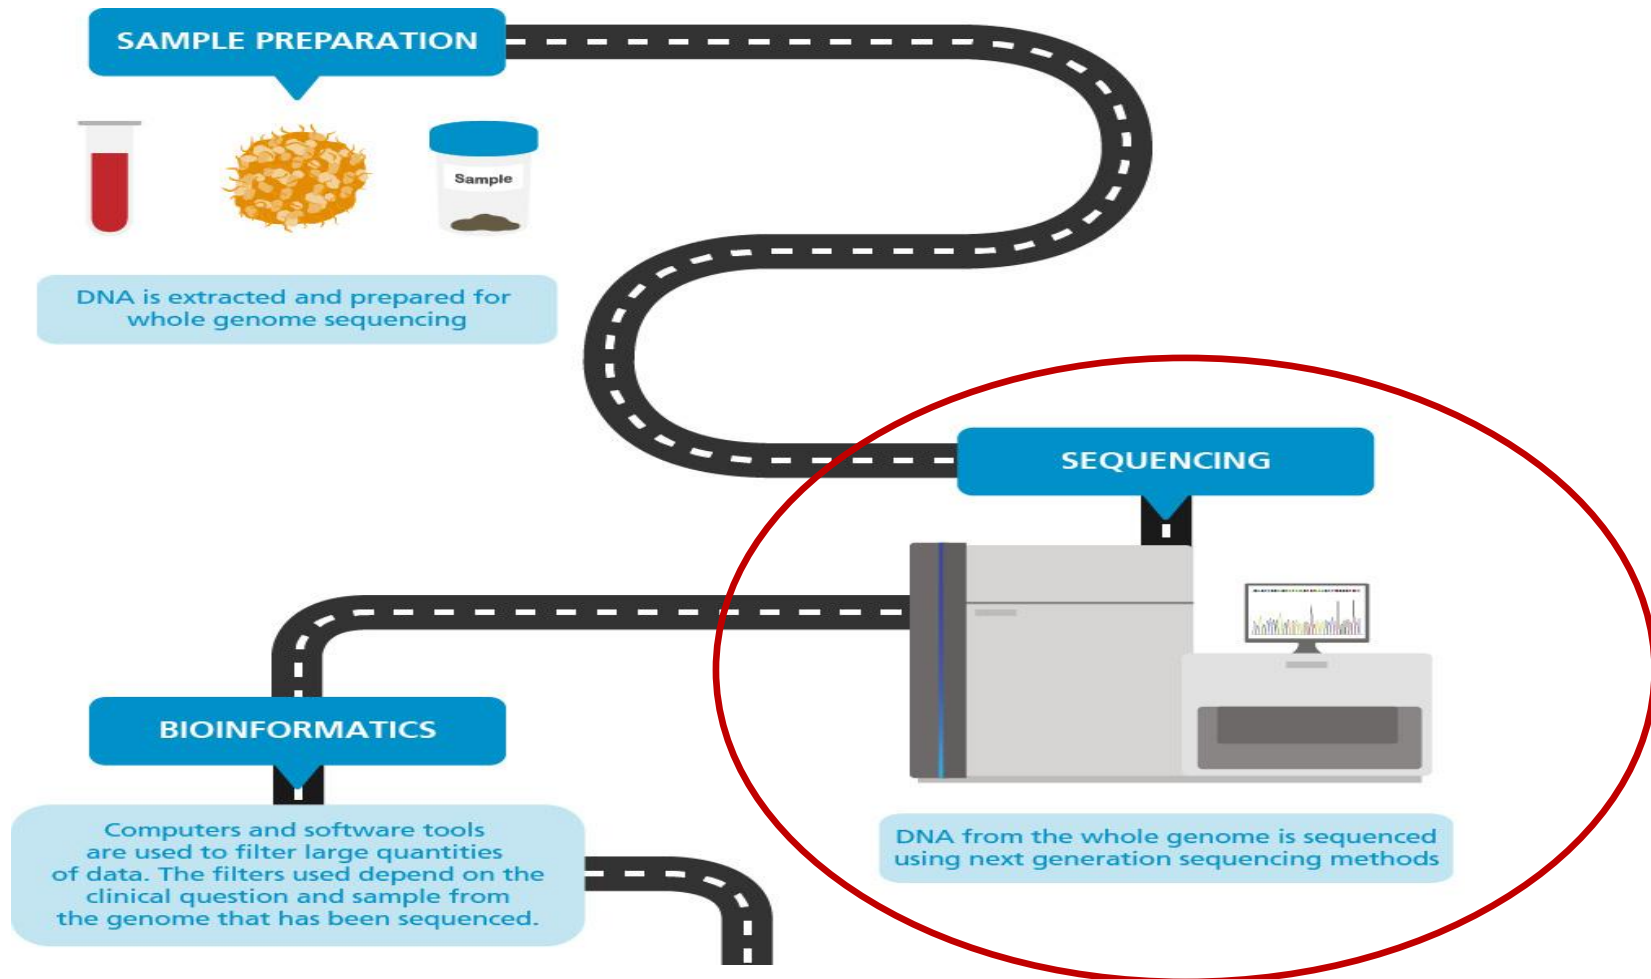 SAMPLE PREPARATION
Sample
DNA is extracted and prepared for
whole genome sequencing
SEQUENCING
DNA from the whole genome is sequenced
using next generation sequencing methods
BIOINFORMATICS
Computers and software tools
are used to filter large quantities
of data. The filters used depend on the
clinical question and sample from
the genome that has been sequenced.